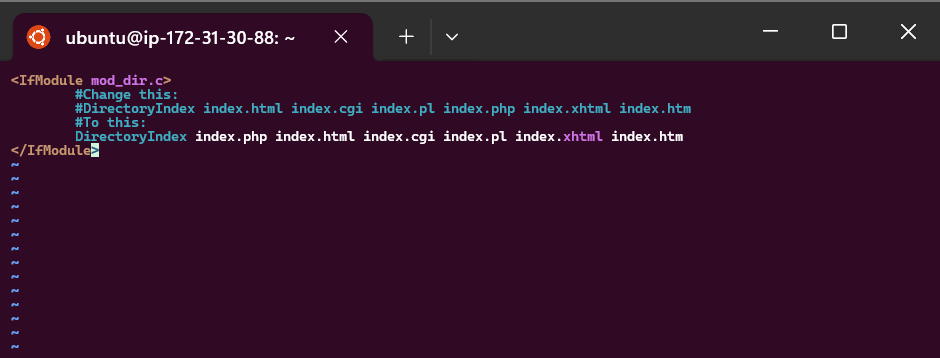 ubuntu@ip-172-31-30-88: ~
<IfModule mod_dir.c>
#Change this:
#DirectoryIndex index.html index.cgi index.pl index.php index.xhtml index.htm
#To this:
DirectoryIndex index.php index.html index.cgi index.pl index.xhtml index.htm
</IfModule>
~
~
~
~
~
~
~
~
~
~
~
~
~
~